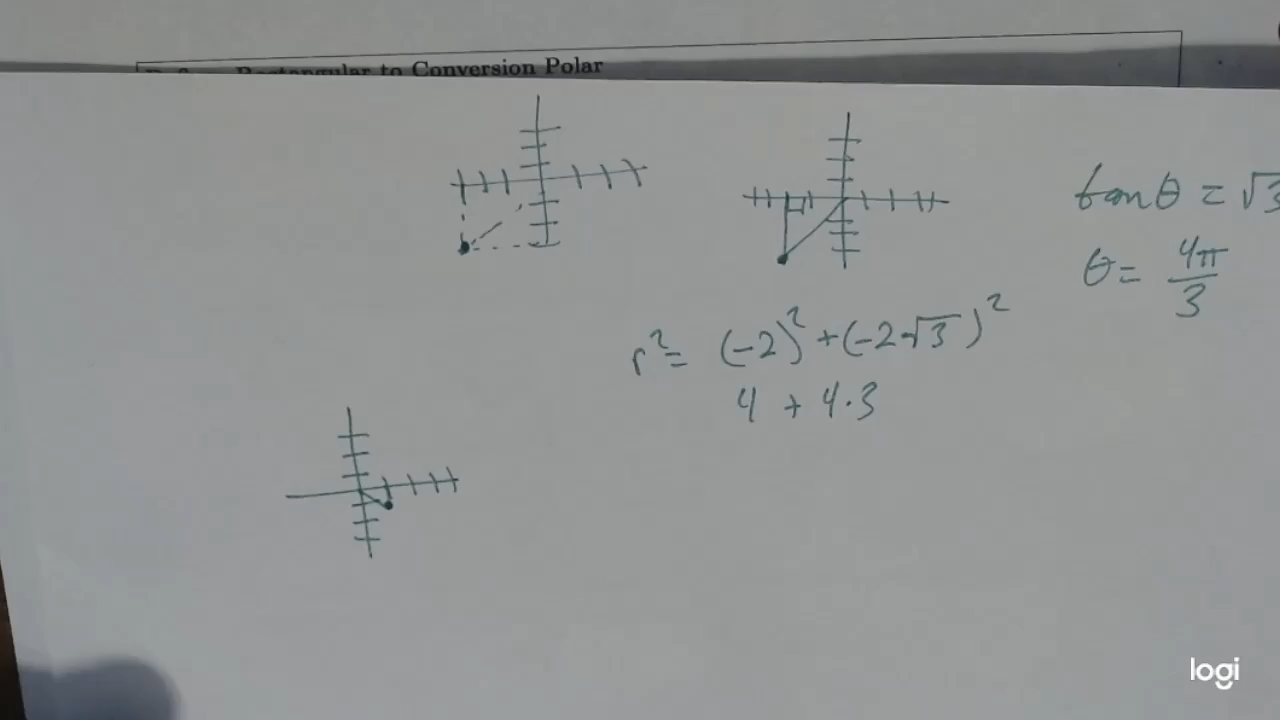 Rectangular to Conversion Polar
tan θ = √3
θ = 4π/3
r² = (-2)² + (-2√3)²
4 + 4·3
logi